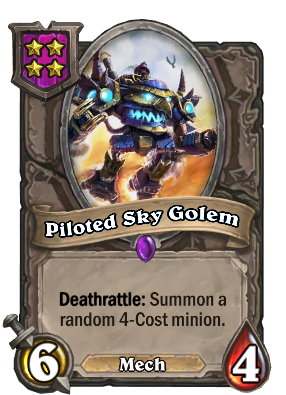 Piloted Sky Golem
Deathrattle: Summon a
random 4-Cost minion.
6
Mech
4